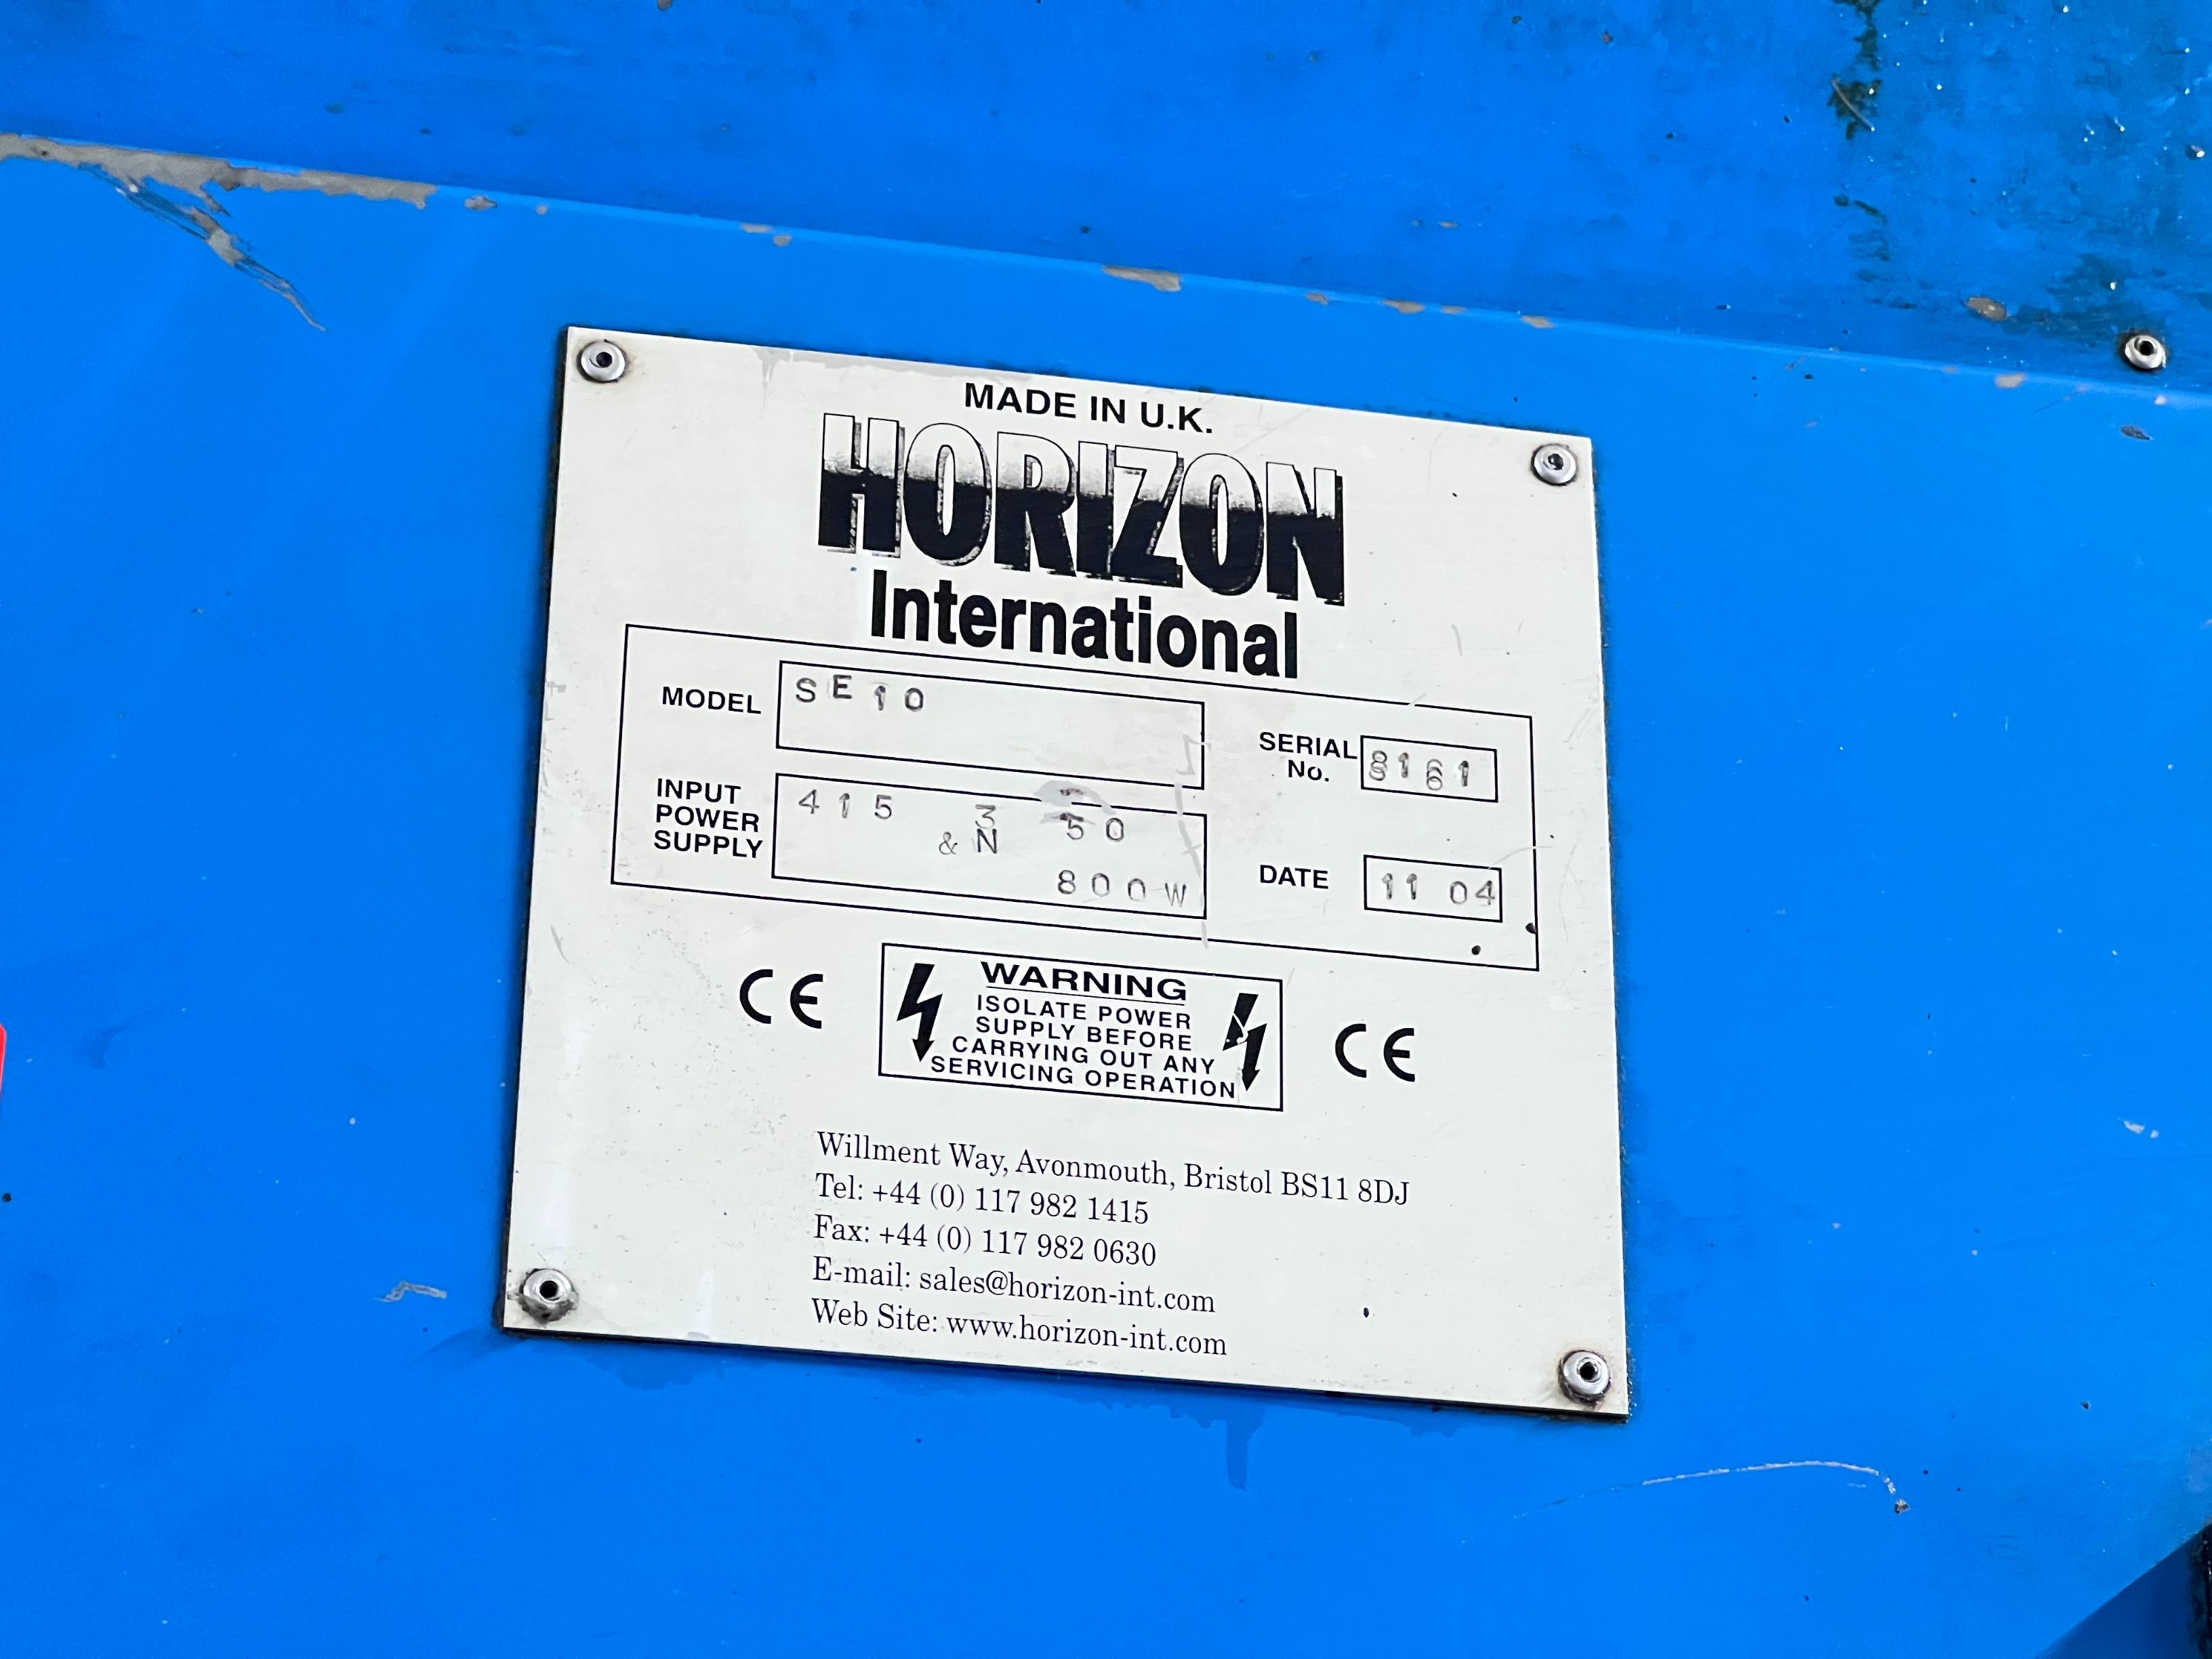 MADE IN U.K.
HORIZON
International
MODEL SE10
SERIAL No. 8161
INPUT POWER SUPPLY 415 3 50
& N
800W
DATE 11 04
CE
WARNING
ISOLATE POWER
SUPPLY BEFORE
CARRYING OUT ANY
SERVICING OPERATION
CE
Willment Way, Avonmouth, Bristol BS11 8DJ
Tel: +44 (0) 117 982 1415
Fax: +44 (0) 117 982 0630
E-mail: sales@horizon-int.com
Web Site: www.horizon-int.com